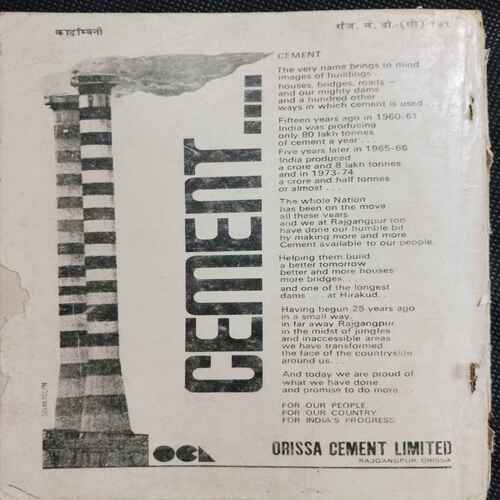 कादम्बिनी
रजि. नं. डी-(सी)-१७१
CEMENT....
CEMENT
The very name brings to mind
images of buildings
houses, bridges, roads –
and our mighty dams
and a hundred other
ways in which cement is used . .
Fifteen years ago in 1960-61
India was producing
only 80 lakh tonnes
of cement a year . . .
Five years later in 1965-66
India produced
a crore and 8 lakh tonnes
and in 1973-74
a crore and half tonnes
or almost . . .
The whole Nation
has been on the move
all these years
and we at Rajgangpur too
have done our humble bit
by making more and more
Cement available to our people.
Helping them build
a better tomorrow
better and more houses
more bridges . .
and one of the longest
dams . . . at Hirakud. .
Having begun 25 years ago
in a small way,
in far away Rajgangpur
in the midst of jungles
and inaccessible areas
we have transformed
the face of the countryside
around us. . .
And today we are proud of
what we have done
and promise to do more. . .
FOR OUR PEOPLE
FOR OUR COUNTRY
FOR INDIA'S PROGRESS
OCL
ORISSA CEMENT LIMITED
RAJGANGPUR, ORISSA